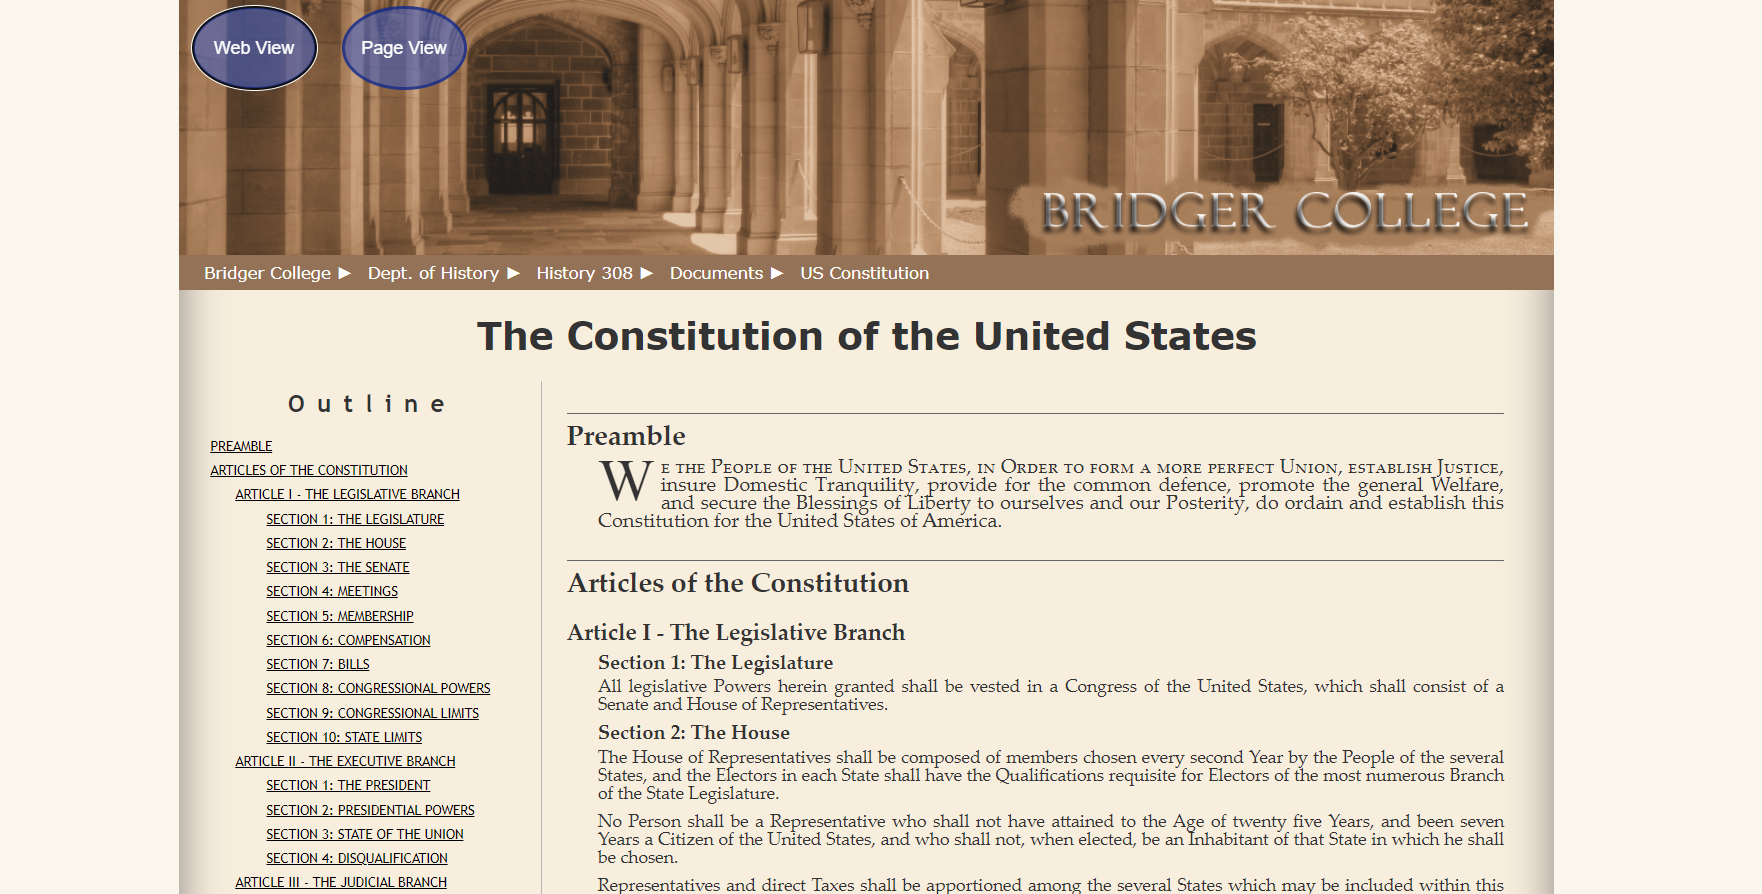 Web View
Page View
BRIDGER COLLEGE
Bridger College ► Dept. of History ► History 308 ► Documents ► US Constitution
The Constitution of the United States
Outline
PREAMBLE
ARTICLES OF THE CONSTITUTION
ARTICLE I - THE LEGISLATIVE BRANCH
SECTION 1: THE LEGISLATURE
SECTION 2: THE HOUSE
SECTION 3: THE SENATE
SECTION 4: MEETINGS
SECTION 5: MEMBERSHIP
SECTION 6: COMPENSATION
SECTION 7: BILLS
SECTION 8: CONGRESSIONAL POWERS
SECTION 9: CONGRESSIONAL LIMITS
SECTION 10: STATE LIMITS
ARTICLE II - THE EXECUTIVE BRANCH
SECTION 1: THE PRESIDENT
SECTION 2: PRESIDENTIAL POWERS
SECTION 3: STATE OF THE UNION
SECTION 4: DISQUALIFICATION
ARTICLE III - THE JUDICIAL BRANCH
Preamble
WE THE PEOPLE OF THE UNITED STATES, IN ORDER TO FORM A MORE PERFECT UNION, ESTABLISH JUSTICE,
insure Domestic Tranquility, provide for the common defence, promote the general Welfare,
and secure the Blessings of Liberty to ourselves and our Posterity, do ordain and establish this
Constitution for the United States of America.
Articles of the Constitution
Article I - The Legislative Branch
Section 1: The Legislature
All legislative Powers herein granted shall be vested in a Congress of the United States, which shall consist of a
Senate and House of Representatives.
Section 2: The House
The House of Representatives shall be composed of members chosen every second Year by the People of the several
States, and the Electors in each State shall have the Qualifications requisite for Electors of the most numerous Branch
of the State Legislature.
No Person shall be a Representative who shall not have attained to the Age of twenty five Years, and been seven
Years a Citizen of the United States, and who shall not, when elected, be an Inhabitant of that State in which he shall
be chosen.
Representatives and direct Taxes shall be apportioned among the several States which may be included within this